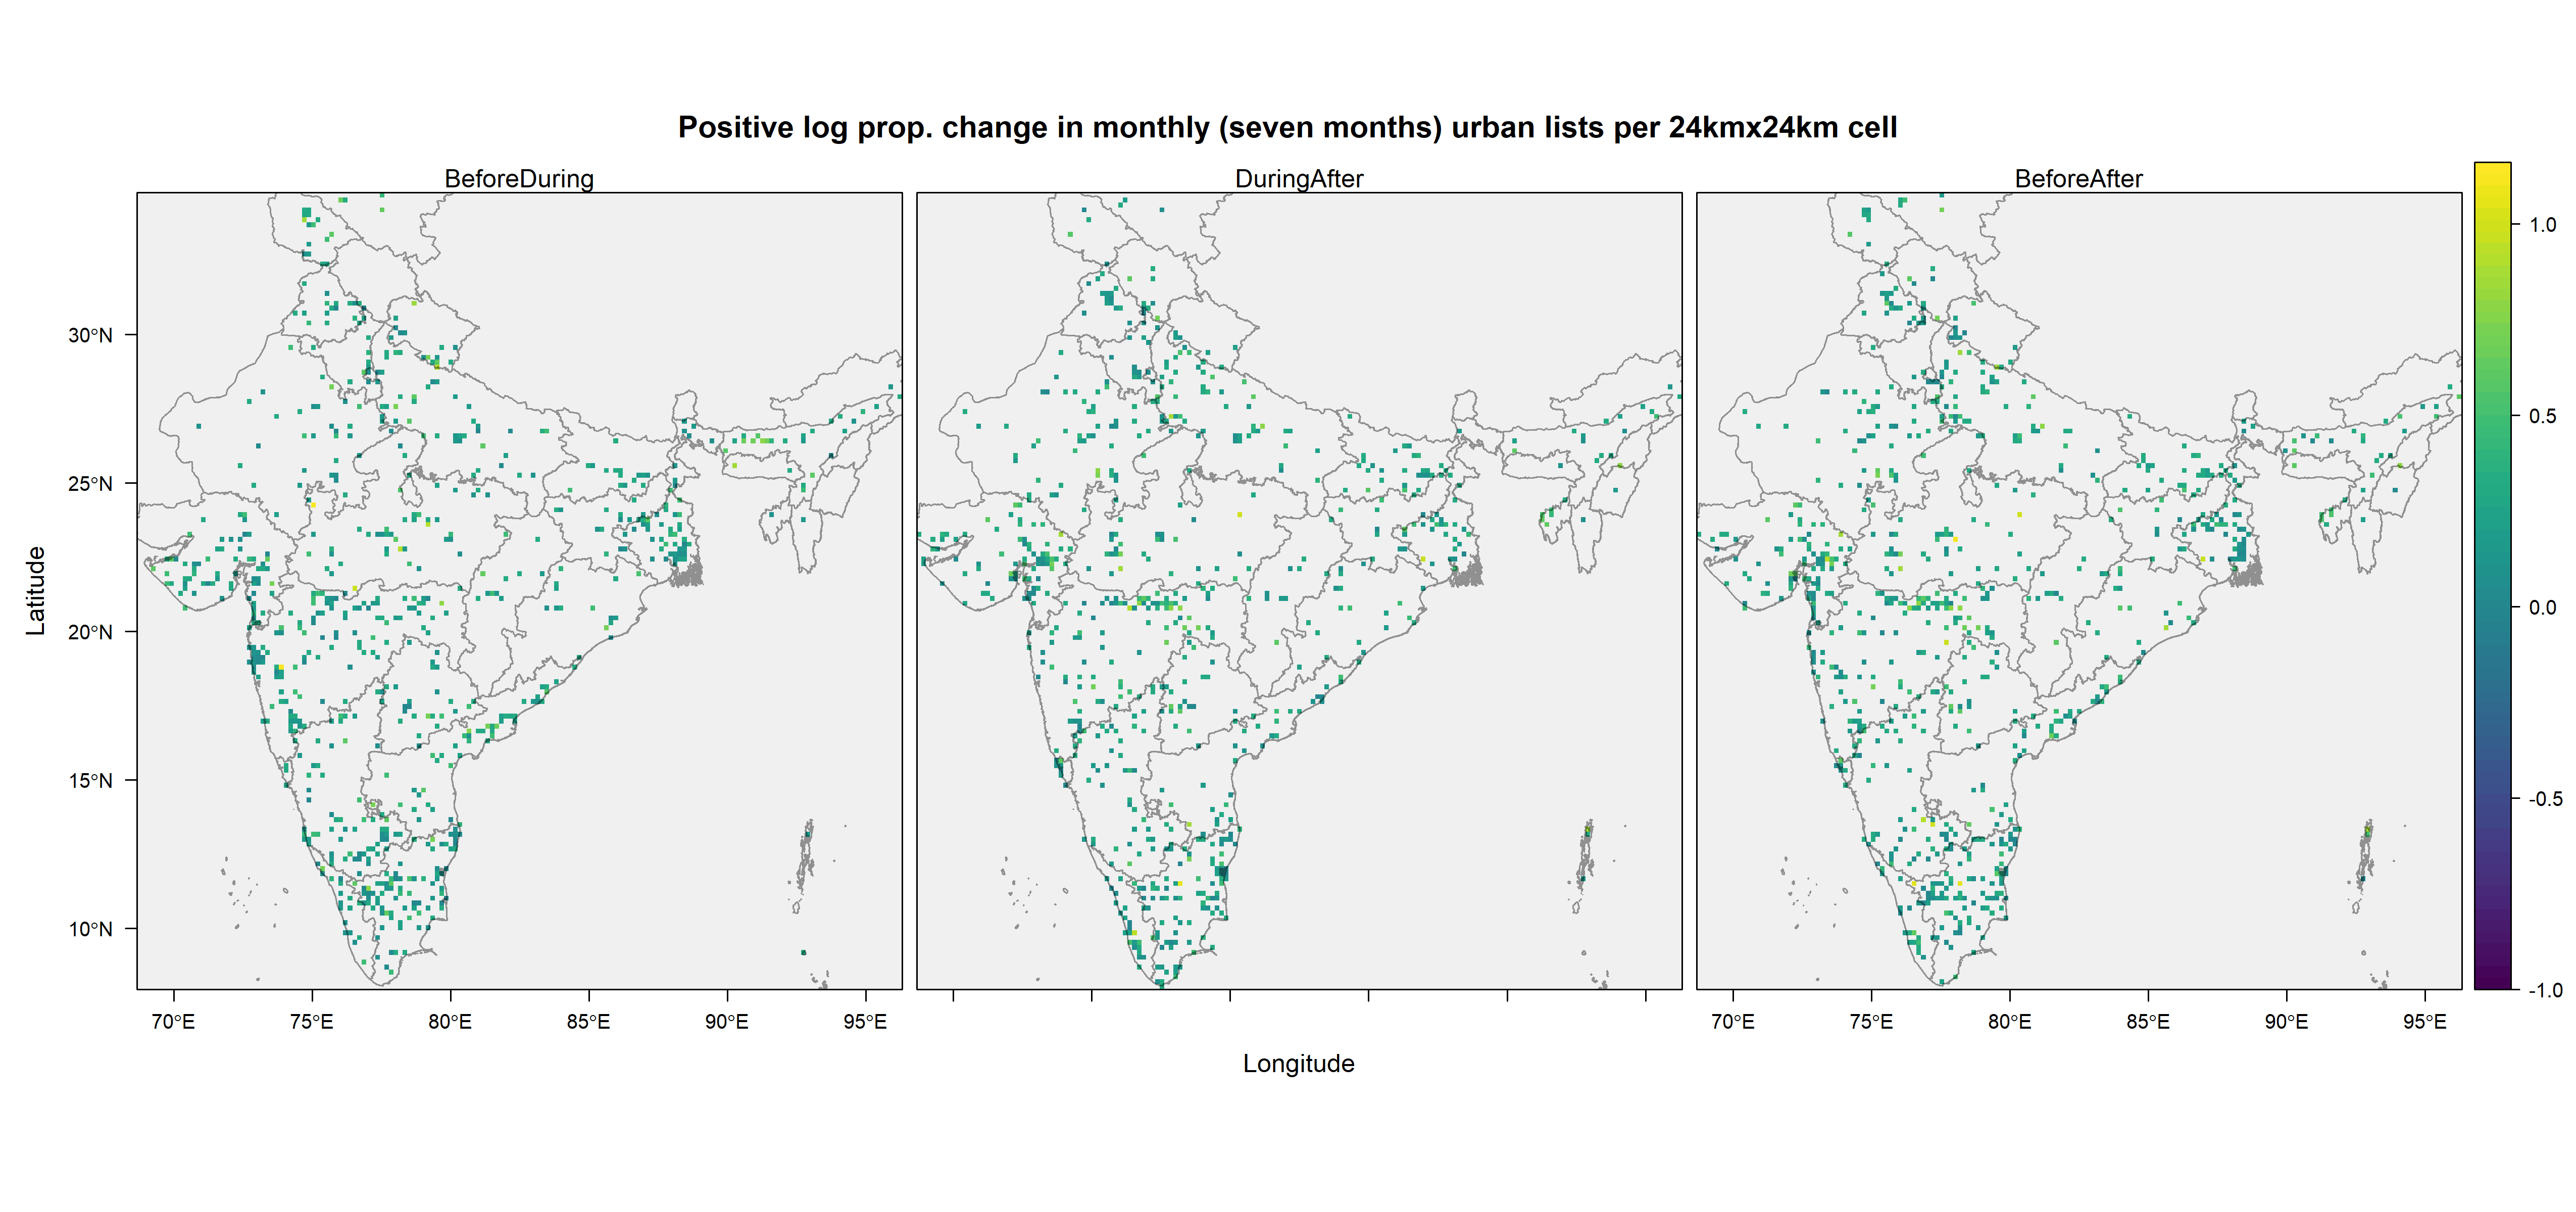 Positive log prop. change in monthly (seven months) urban lists per 24kmx24km cell
BeforeDuring
DuringAfter
BeforeAfter
Latitude
30°N
25°N
20°N
15°N
10°N
70°E 75°E 80°E 85°E 90°E 95°E
70°E 75°E 80°E 85°E 90°E 95°E
Longitude
1.0
0.5
0.0
-0.5
-1.0